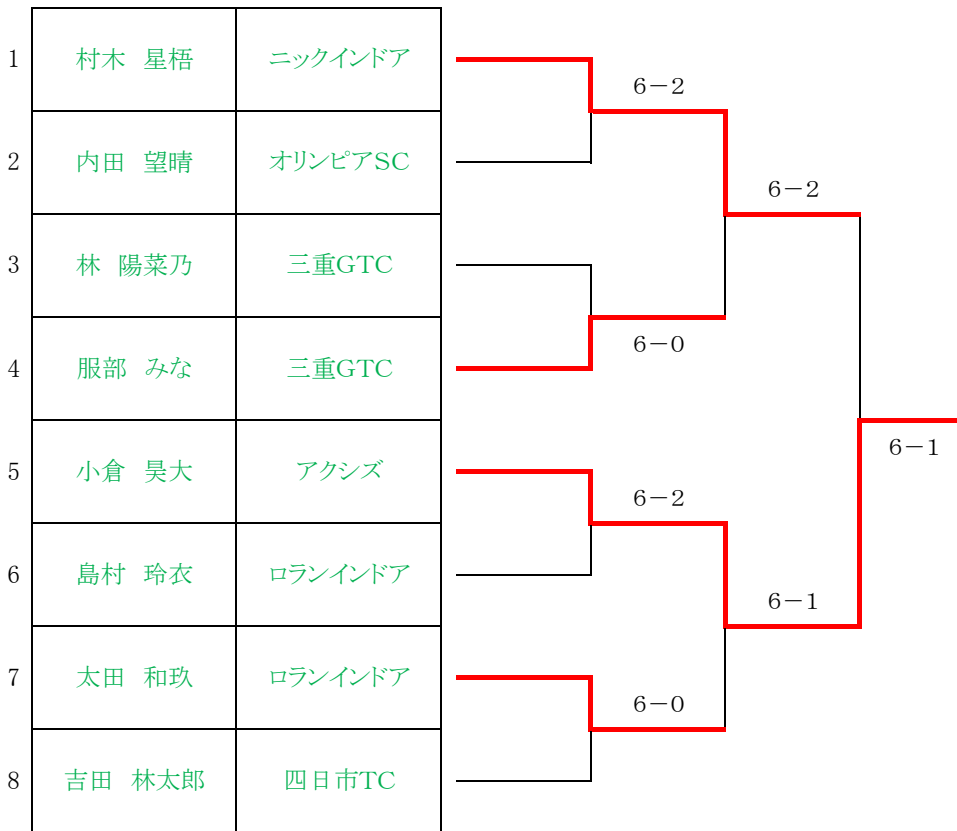 1 村木 星梧 ニックインドア
6－2
2 内田 望晴 オリンピアSC
6－2
3 林 陽菜乃 三重GTC
6－0
4 服部 みな 三重GTC
6－1
5 小倉 昊大 アクシズ
6－2
6 島村 玲衣 ロランインドア
6－1
7 太田 和玖 ロランインドア
6－0
8 吉田 林太郎 四日市TC